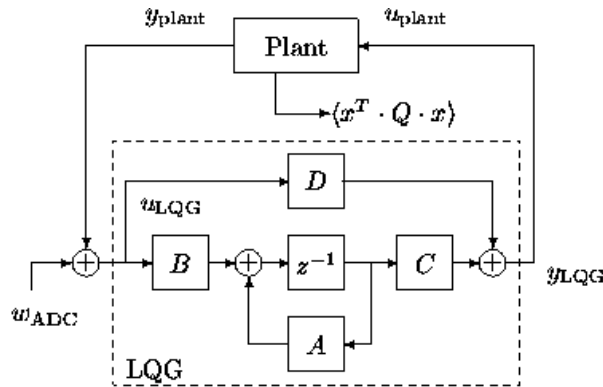 y_plant u_plant
Plant
⟨x^T · Q · x⟩
D
u_LQG
+ B + z^{-1} C +
y_LQG
w_ADC
A
LQG